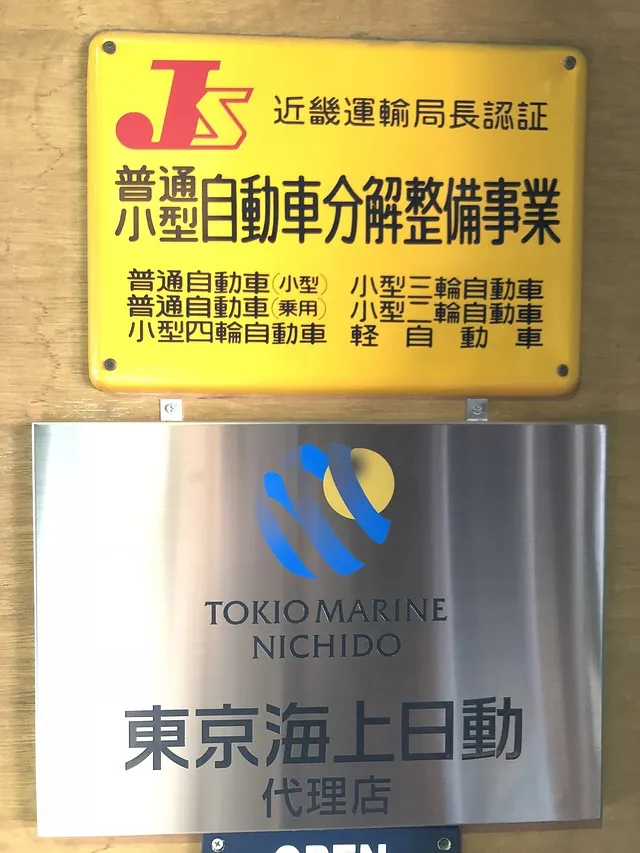 JS
近畿運輸局長認証
普通
小型
自動車分解整備事業
普通自動車(小型)
小型三輪自動車
普通自動車(乗用)
小型二輪自動車
小型四輪自動車
軽自動車
TOKIO MARINE
NICHIDO
東京海上日動
代理店
OPEN